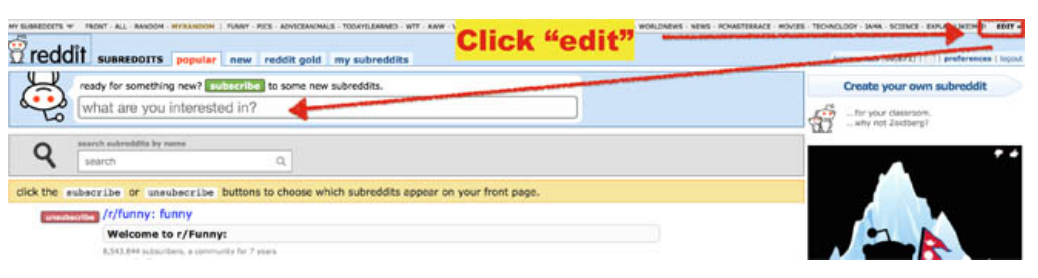 MY SUBREDDITS FRONT - ALL - RANDOM - MYRANDOM | FUNNY - PICS - ADVICEANIMALS - TODAYILEARNED - WTF - AWW - WORLDNEWS - NEWS - PCMASTERRACE - MOVIES - TECHNOLOGY - IAMA - SCIENCE - EDIT »
Click "edit"
reddit SUBREDDITS popular new reddit gold my subreddits
preferences | logout
ready for something new? subscribe to some new subreddits.
what are you interested in?
Create your own subreddit
... for your classroom.
... why not Zoidberg?
search subreddits by name
search
click the subscribe or unsubscribe buttons to choose which subreddits appear on your front page.
unsubscribe /r/funny: funny
Welcome to r/Funny:
8,543,844 subscribers, a community for 7 years